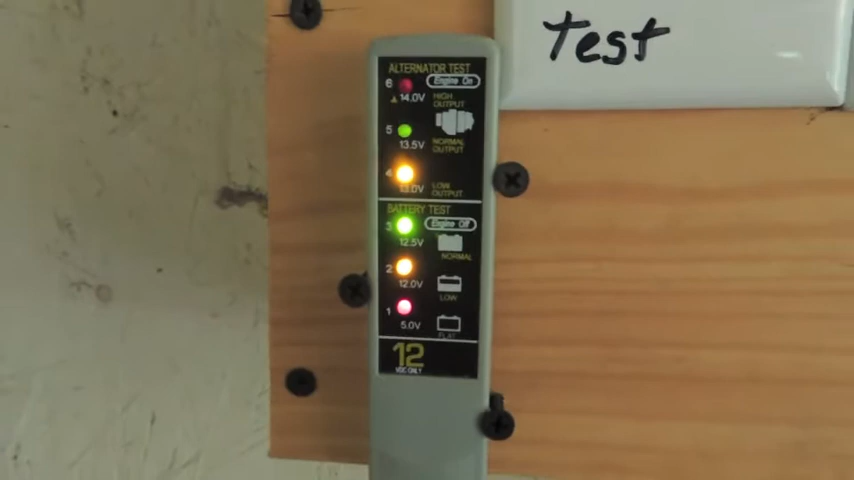 Test
ALTERNATOR TEST
6 Engine On
14.0V HIGH
OUTPUT
5
13.5V NORMAL
OUTPUT
4
13.0V LOW
OUTPUT
BATTERY TEST
3 Engine Off
12.5V
NORMAL
2
12.0V
LOW
1
5.0V
FLAT
12
VDC ONLY